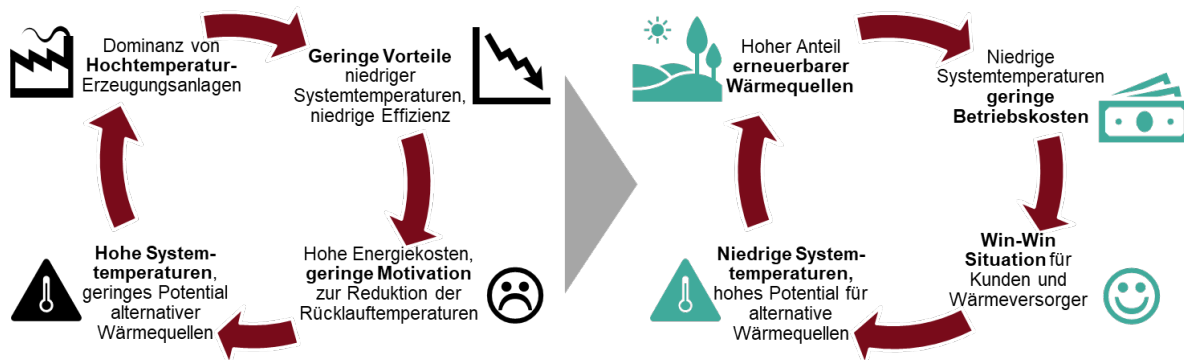 Dominanz von
Hochtemperatur-
Erzeugungsanlagen
Geringe Vorteile
niedriger
Systemtemperaturen,
niedrige Effizienz
Hohe Energiekosten,
geringe Motivation
zur Reduktion der
Rücklauftemperaturen
Hohe System-
temperaturen,
geringes Potential
alternativer
Wärmequellen
Hoher Anteil
erneuerbarer
Wärmequellen
Niedrige
Systemtemperaturen
geringe
Betriebskosten
Win-Win
Situation für
Kunden und
Wärmeversorger
Niedrige System-
temperaturen,
hohes Potential für
alternative
Wärmequellen